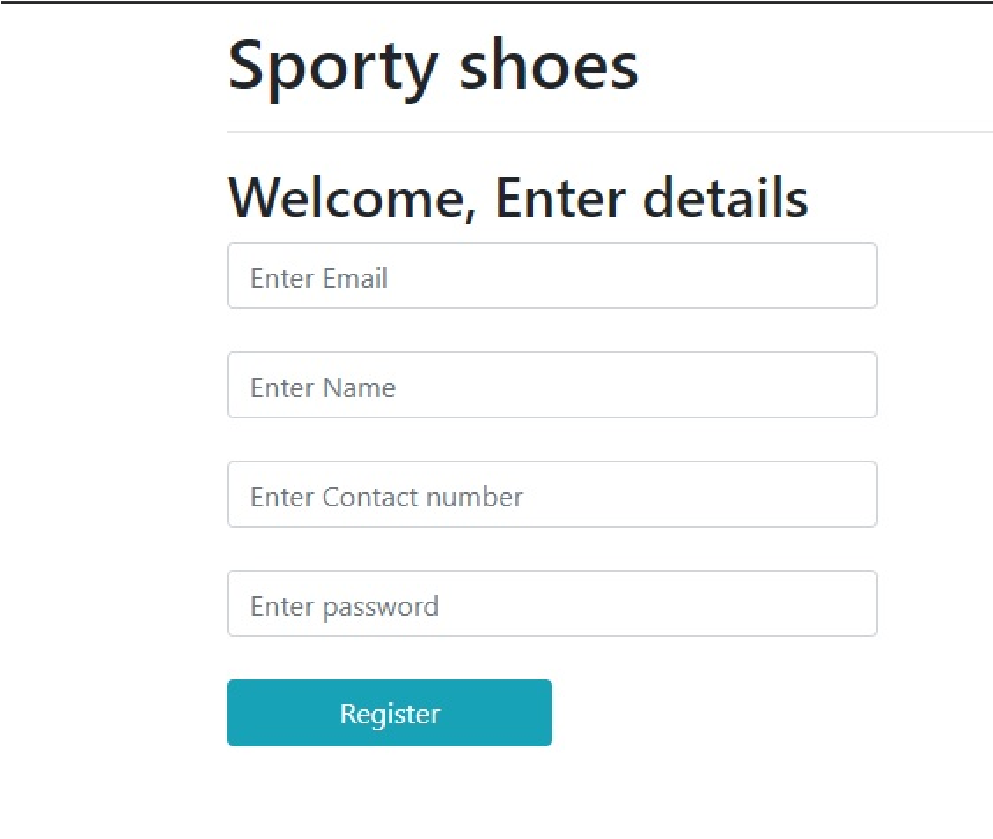 Sporty shoes
Welcome, Enter details
Enter Email
Enter Name
Enter Contact number
Enter password
Register